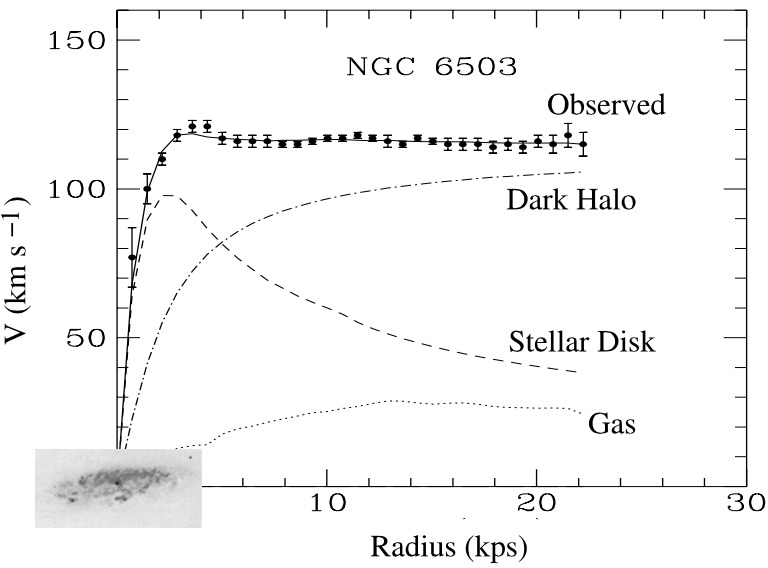 150
NGC 6503
Observed
100
Dark Halo
V (km s −1)
50
Stellar Disk
Gas
10 20 30
Radius (kps)